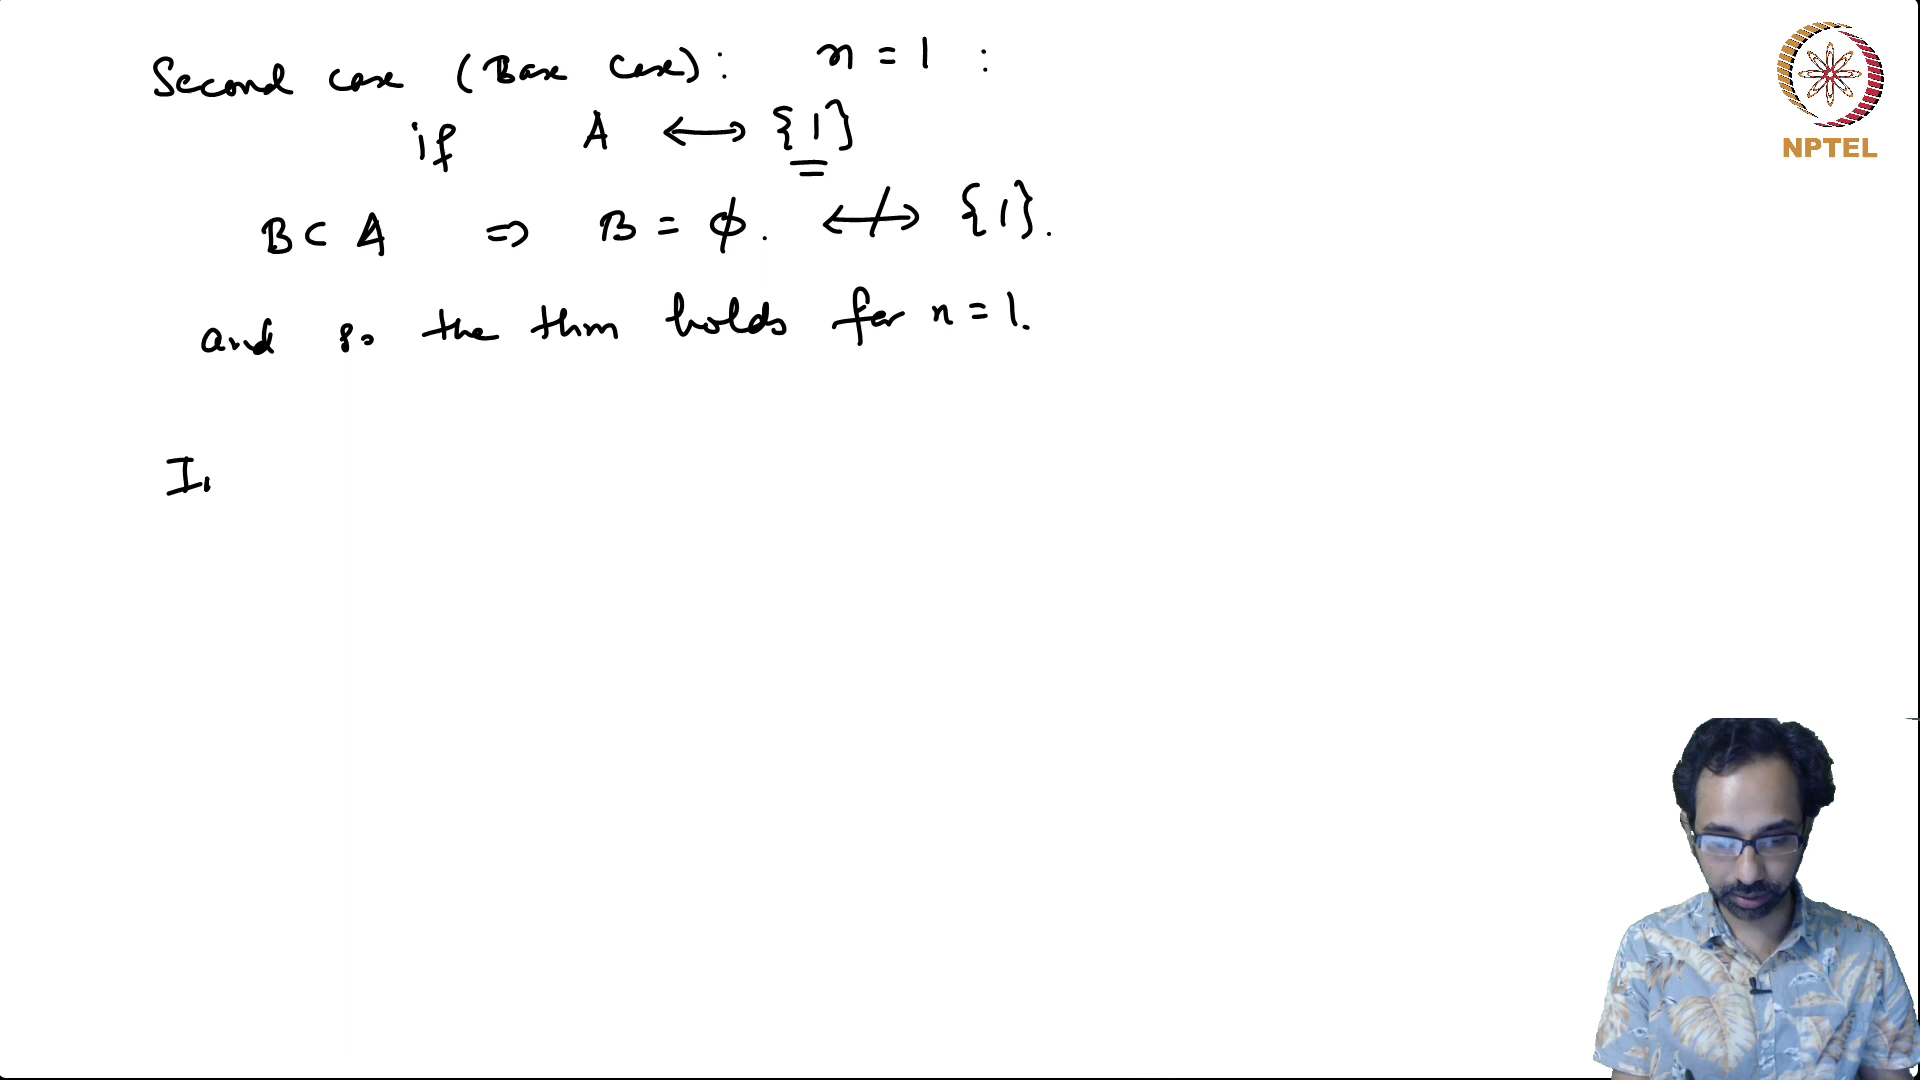 Second case (Base case): n = 1 :
if A ⟷ {1}
B ⊂ A ⇒ B = ϕ. ↮ {1}.
and so the thm holds for n = 1.
NPTEL